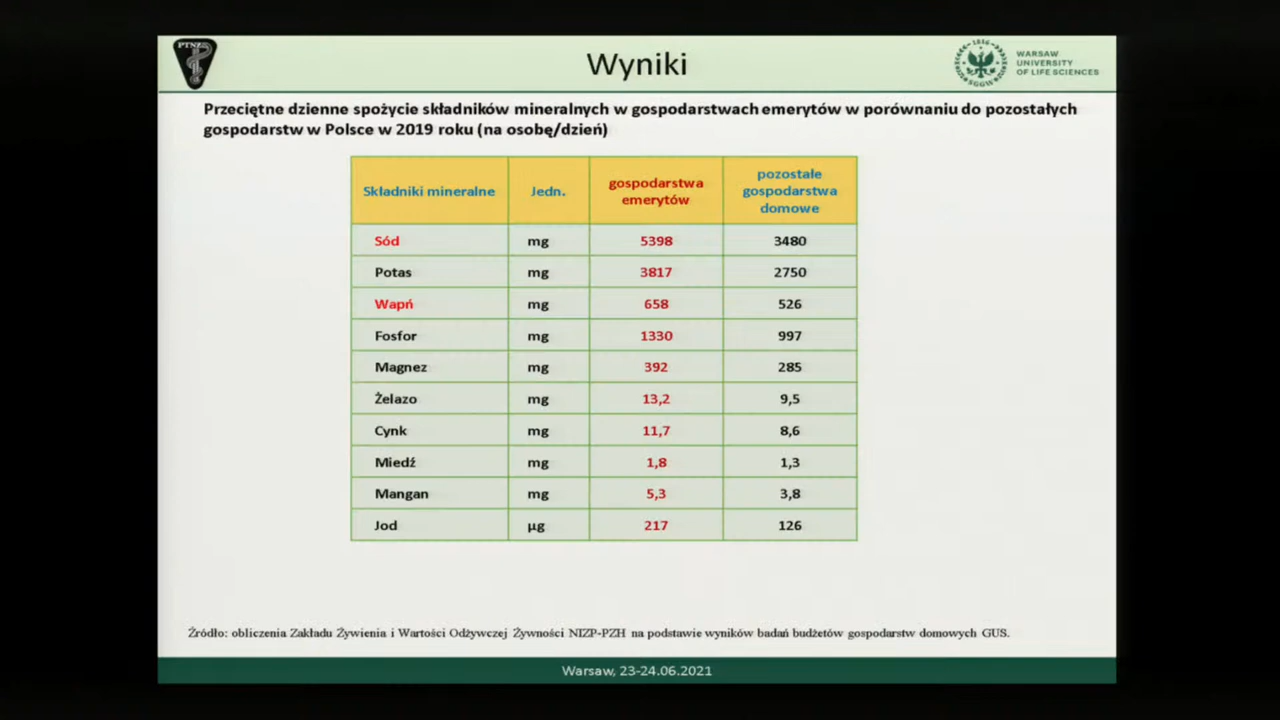 PTNŻ
Wyniki
1816
SGGW
WARSAW
UNIVERSITY
OF LIFE SCIENCES
Przeciętne dzienne spożycie składników mineralnych w gospodarstwach emerytów w porównaniu do pozostałych
gospodarstw w Polsce w 2019 roku (na osobę/dzień)
Składniki mineralne Jedn. gospodarstwa emerytów pozostałe gospodarstwa domowe
Sód mg 5398 3480
Potas mg 3817 2750
Wapń mg 658 526
Fosfor mg 1330 997
Magnez mg 392 285
Żelazo mg 13,2 9,5
Cynk mg 11,7 8,6
Miedź mg 1,8 1,3
Mangan mg 5,3 3,8
Jod µg 217 126
Źródło: obliczenia Zakładu Żywienia i Wartości Odżywczej Żywności NIZP-PZH na podstawie wyników badań budżetów gospodarstw domowych GUS.
Warsaw, 23-24.06.2021